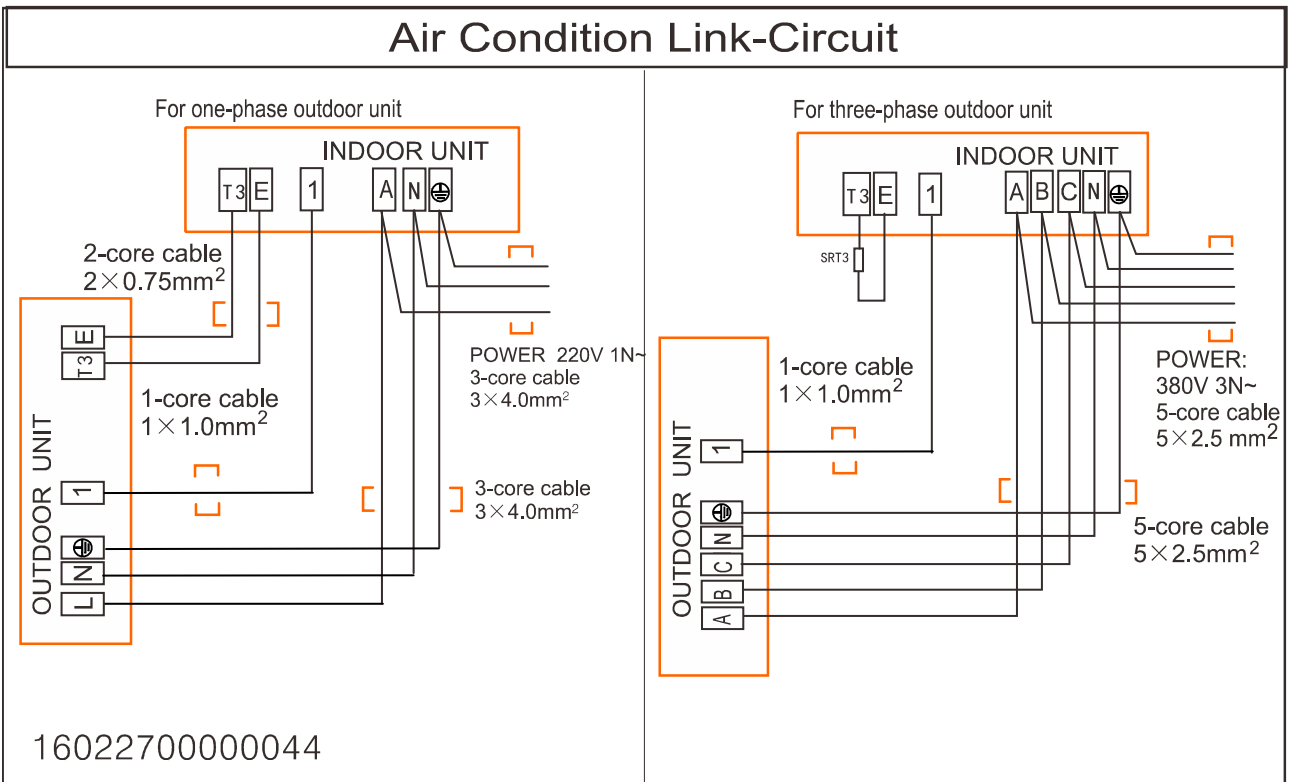 Air Condition Link-Circuit
For one-phase outdoor unit
INDOOR UNIT
T3 E 1 A N
2-core cable
2×0.75mm²
E
T3
POWER 220V 1N~
3-core cable
3×4.0mm²
1-core cable
1×1.0mm²
OUTDOOR UNIT
1
3-core cable
3×4.0mm²
N
L
16022700000044
For three-phase outdoor unit
INDOOR UNIT
T3 E 1 A B C N
SRT3
POWER:
380V 3N~
5-core cable
5×2.5 mm²
1-core cable
1×1.0mm²
OUTDOOR UNIT
1
5-core cable
5×2.5mm²
N
C
B
A